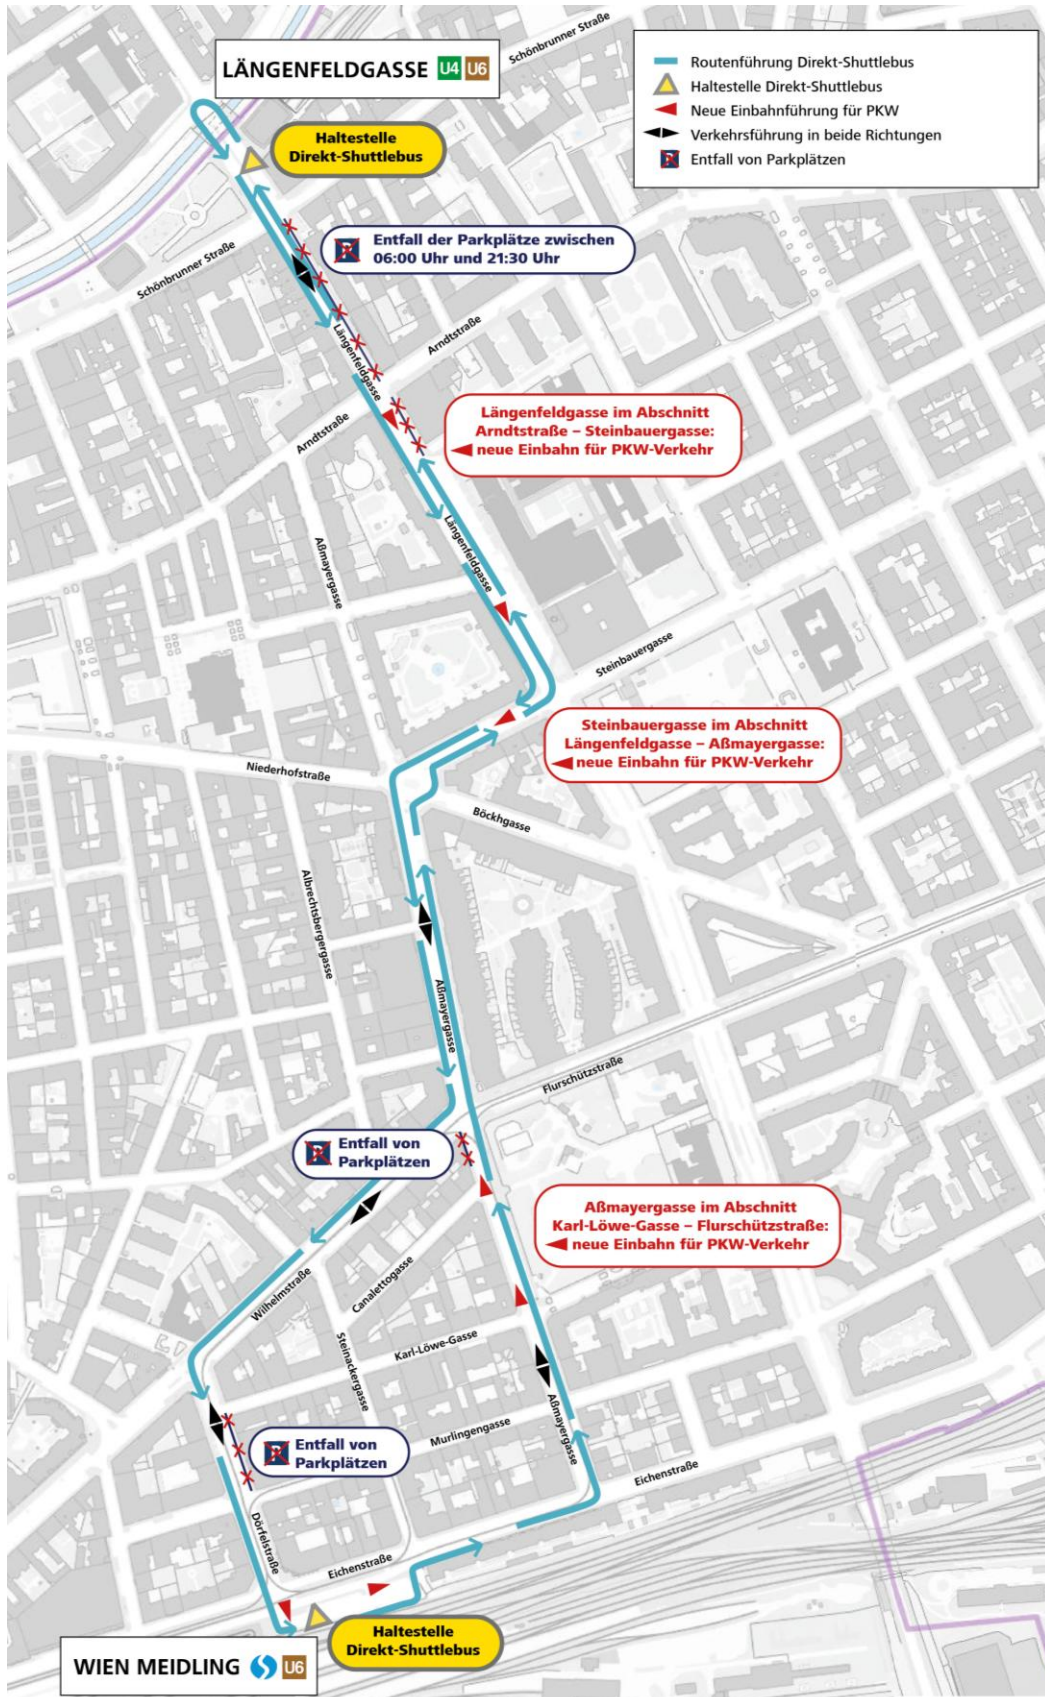 Schönbrunner Straße
LÄNGENFELDGASSE U4 U6
Routenführung Direkt-Shuttlebus
Haltestelle Direkt-Shuttlebus
Neue Einbahnführung für PKW
Verkehrsführung in beide Richtungen
P Entfall von Parkplätzen
Haltestelle
Direkt-Shuttlebus
Schönbrunner Straße
P Entfall der Parkplätze zwischen
06:00 Uhr und 21:30 Uhr
Längenfeldgasse
Arndtstraße
Arndtstraße
Längenfeldgasse im Abschnitt
Arndtstraße – Steinbauergasse:
neue Einbahn für PKW-Verkehr
Längenfeldgasse
Aßmayergasse
Steinbauergasse
Steinbauergasse im Abschnitt
Längenfeldgasse – Aßmayergasse:
neue Einbahn für PKW-Verkehr
Niederhofstraße
Böckhgasse
Albrechtsbergergasse
Aßmayergasse
Flurschützstraße
P Entfall von
Parkplätzen
Aßmayergasse im Abschnitt
Karl-Löwe-Gasse – Flurschützstraße:
neue Einbahn für PKW-Verkehr
Wilhelmstraße
Canalettogasse
Steinackergasse
Karl-Löwe-Gasse
Murlingengasse
Aßmayergasse
P Entfall von
Parkplätzen
Eichenstraße
Dörfelstraße
Eichenstraße
Haltestelle
Direkt-Shuttlebus
WIEN MEIDLING U6